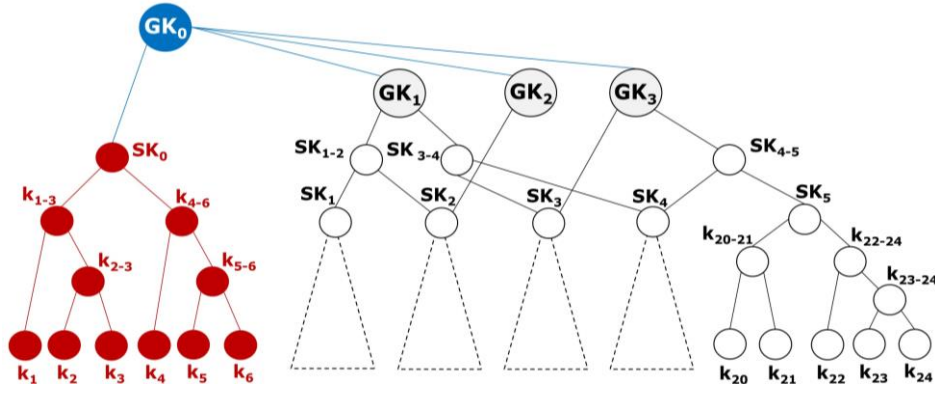 GK₀
GK₁ GK₂ GK₃
SK₀ SK₁₋₂ SK ₃₋₄ SK₄₋₅
k₁₋₃ k₄₋₆ SK₁ SK₂ SK₃ SK₄ SK₅
k₂₀₋₂₁ k₂₂₋₂₄
k₂₋₃ k₅₋₆ k₂₃₋₂₄
k₁ k₂ k₃ k₄ k₅ k₆ k₂₀ k₂₁ k₂₂ k₂₃ k₂₄